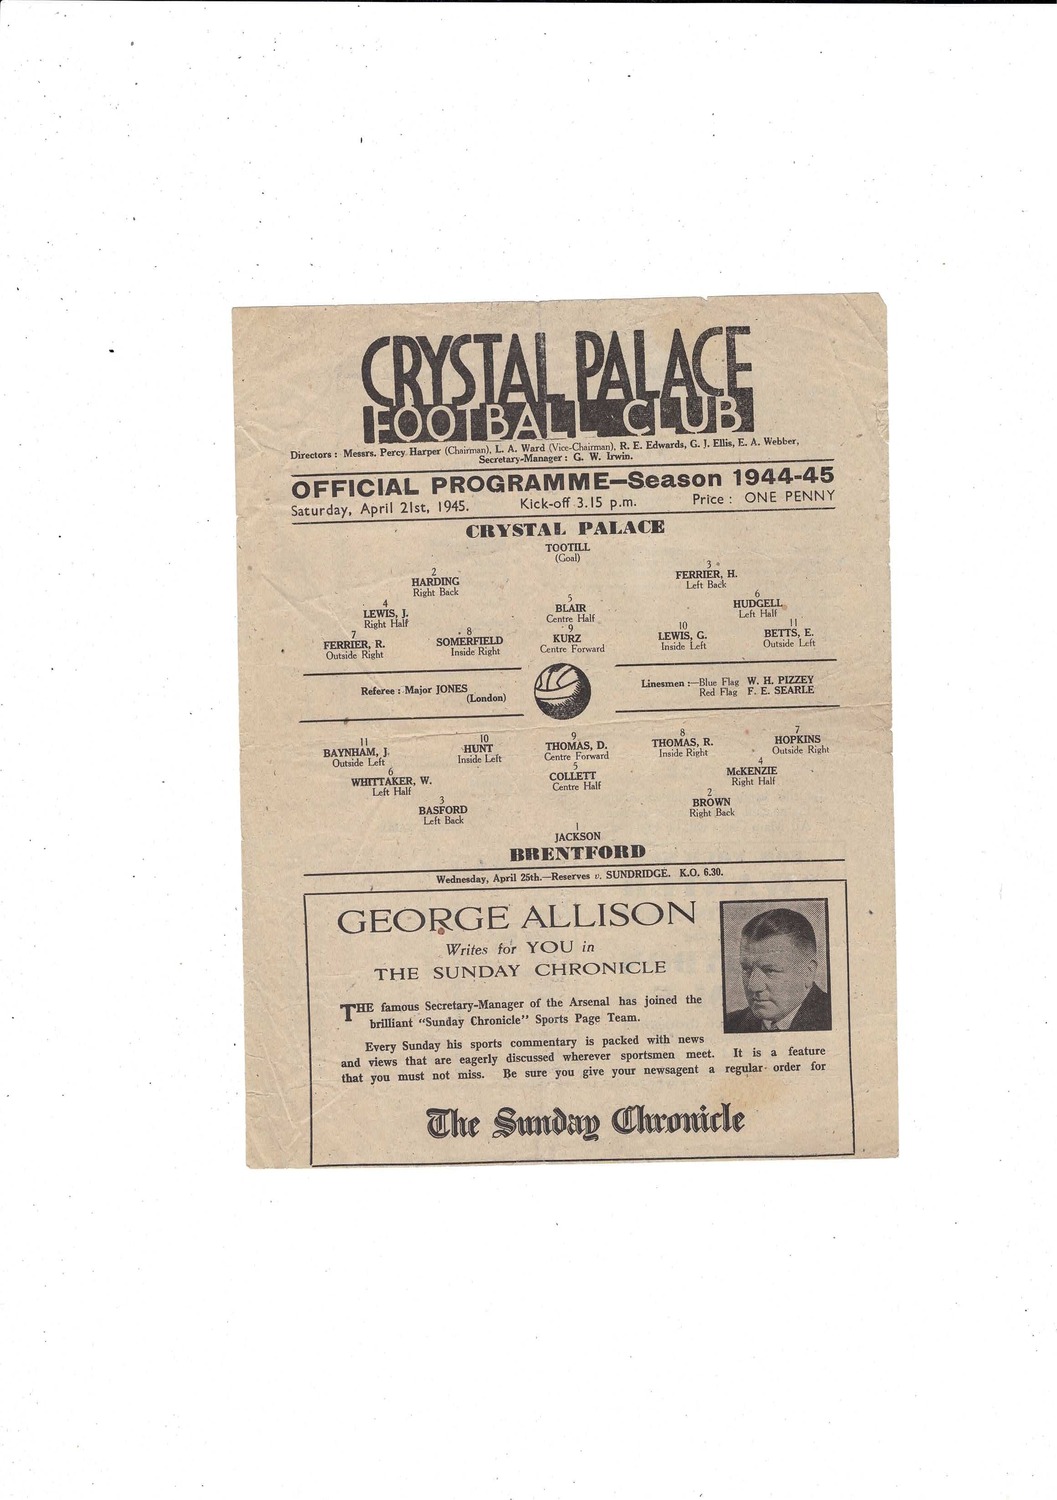 CRYSTAL PALACE
FOOTBALL CLUB
Directors : Messrs. Percy Harper (Chairman), L. A. Ward (Vice-Chairman), R. E. Edwards, G. J. Ellis, E. A. Webber,
Secretary-Manager : G. W. Irwin.
OFFICIAL PROGRAMME—Season 1944-45
Saturday, April 21st, 1945. Kick-off 3.15 p.m. Price : ONE PENNY
CRYSTAL PALACE
TOOTILL
(Goal)
2 3
HARDING FERRIER, H.
Right Back Left Back
4 5 6
LEWIS, J. BLAIR HUDGELL
Right Half Centre Half Left Half
7 8 9 10 11
FERRIER, R. SOMERFIELD KURZ LEWIS, G. BETTS, E.
Outside Right Inside Right Centre Forward Inside Left Outside Left
Referee : Major JONES
(London)
Linesmen :—Blue Flag W. H. PIZZEY
Red Flag F. E. SEARLE
11 10 9 8 7
BAYNHAM, J. HUNT THOMAS, D. THOMAS, R. HOPKINS
Outside Left Inside Left Centre Forward Inside Right Outside Right
6 5 4
WHITTAKER, W. COLLETT McKENZIE
Left Half Centre Half Right Half
3 2
BASFORD BROWN
Left Back Right Back
1
JACKSON
BRENTFORD
Wednesday, April 25th.—Reserves v. SUNDRIDGE. K.O. 6.30.
GEORGE ALLISON
Writes for YOU in
THE SUNDAY CHRONICLE
THE famous Secretary-Manager of the Arsenal has joined the
brilliant "Sunday Chronicle" Sports Page Team.
Every Sunday his sports commentary is packed with news
and views that are eagerly discussed wherever sportsmen meet. It is a feature
that you must not miss. Be sure you give your newsagent a regular order for
The Sunday Chronicle